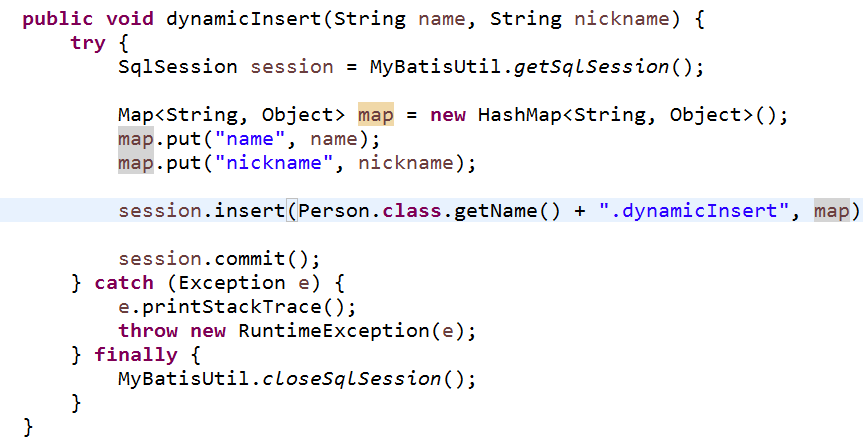 public void dynamicInsert(String name, String nickname) {
    try {
        SqlSession session = MyBatisUtil.getSqlSession();
        Map<String, Object> map = new HashMap<String, Object>();
        map.put("name", name);
        map.put("nickname", nickname);
        session.insert(Person.class.getName() + ".dynamicInsert", map)
        session.commit();
    } catch (Exception e) {
        e.printStackTrace();
        throw new RuntimeException(e);
    } finally {
        MyBatisUtil.closeSqlSession();
    }
}